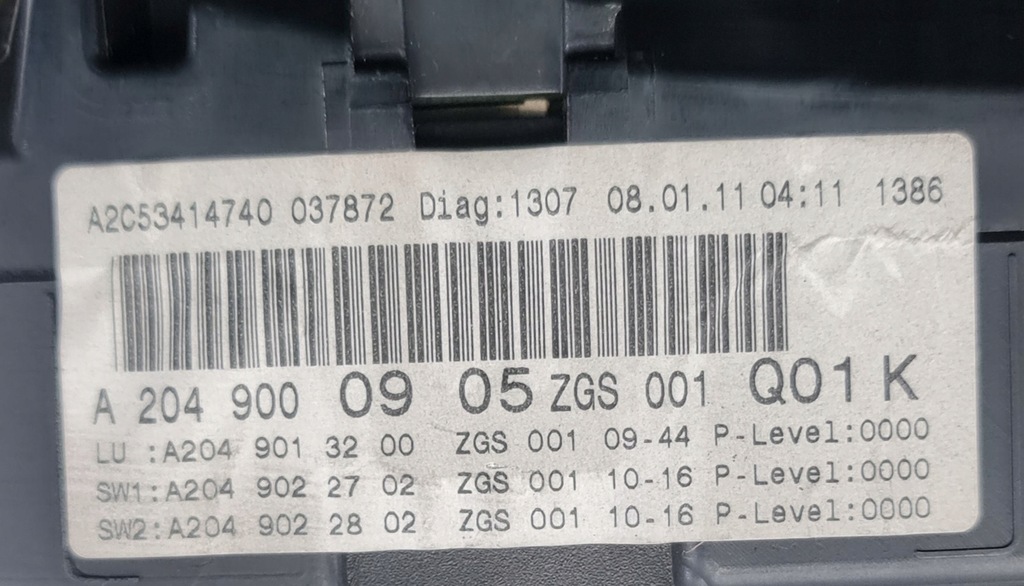 A2C53414740 037872 Diag:1307 08.01.11 04:11 1386
A 204 900 09 05 ZGS 001 Q01 K
LU :A204 901 32 00 ZGS 001 09-44 P-Level:0000
SW1:A204 902 27 02 ZGS 001 10-16 P-Level:0000
SW2:A204 902 28 02 ZGS 001 10-16 P-Level:0000